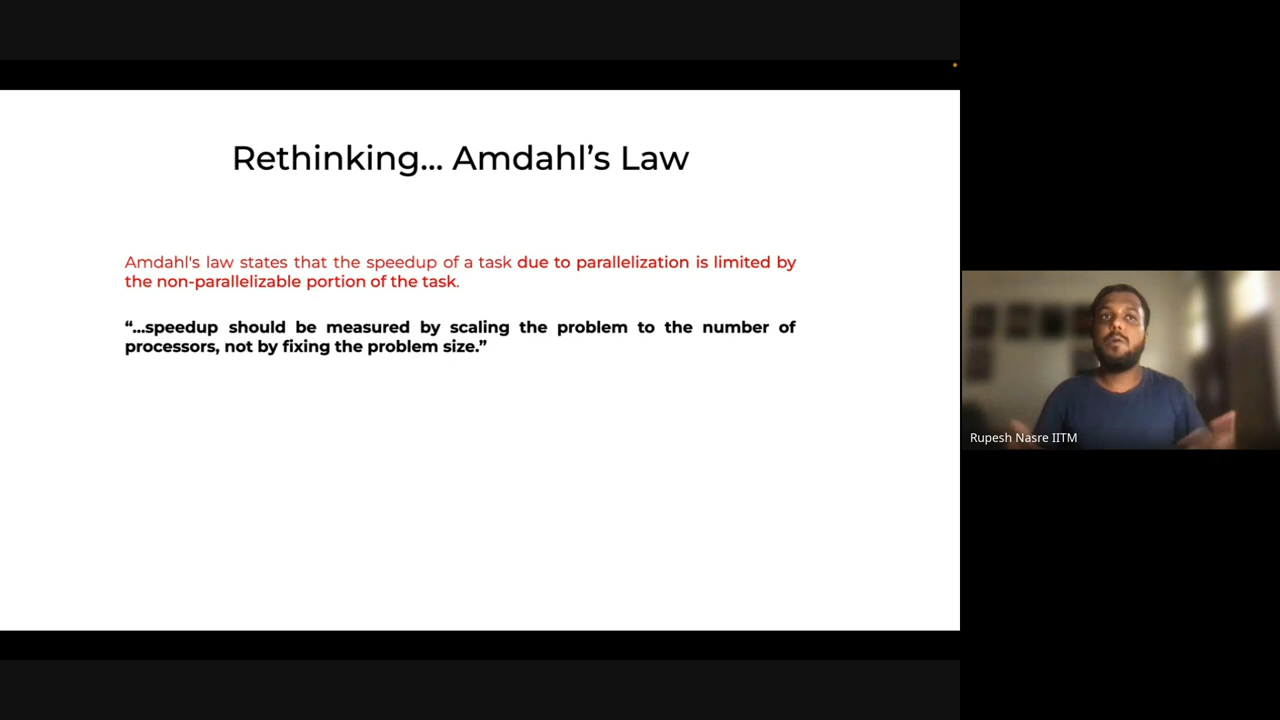 Rethinking... Amdahl’s Law
Amdahl's law states that the speedup of a task due to parallelization is limited by
the non-parallelizable portion of the task.
“...speedup should be measured by scaling the problem to the number of
processors, not by fixing the problem size.”
Rupesh Nasre IITM